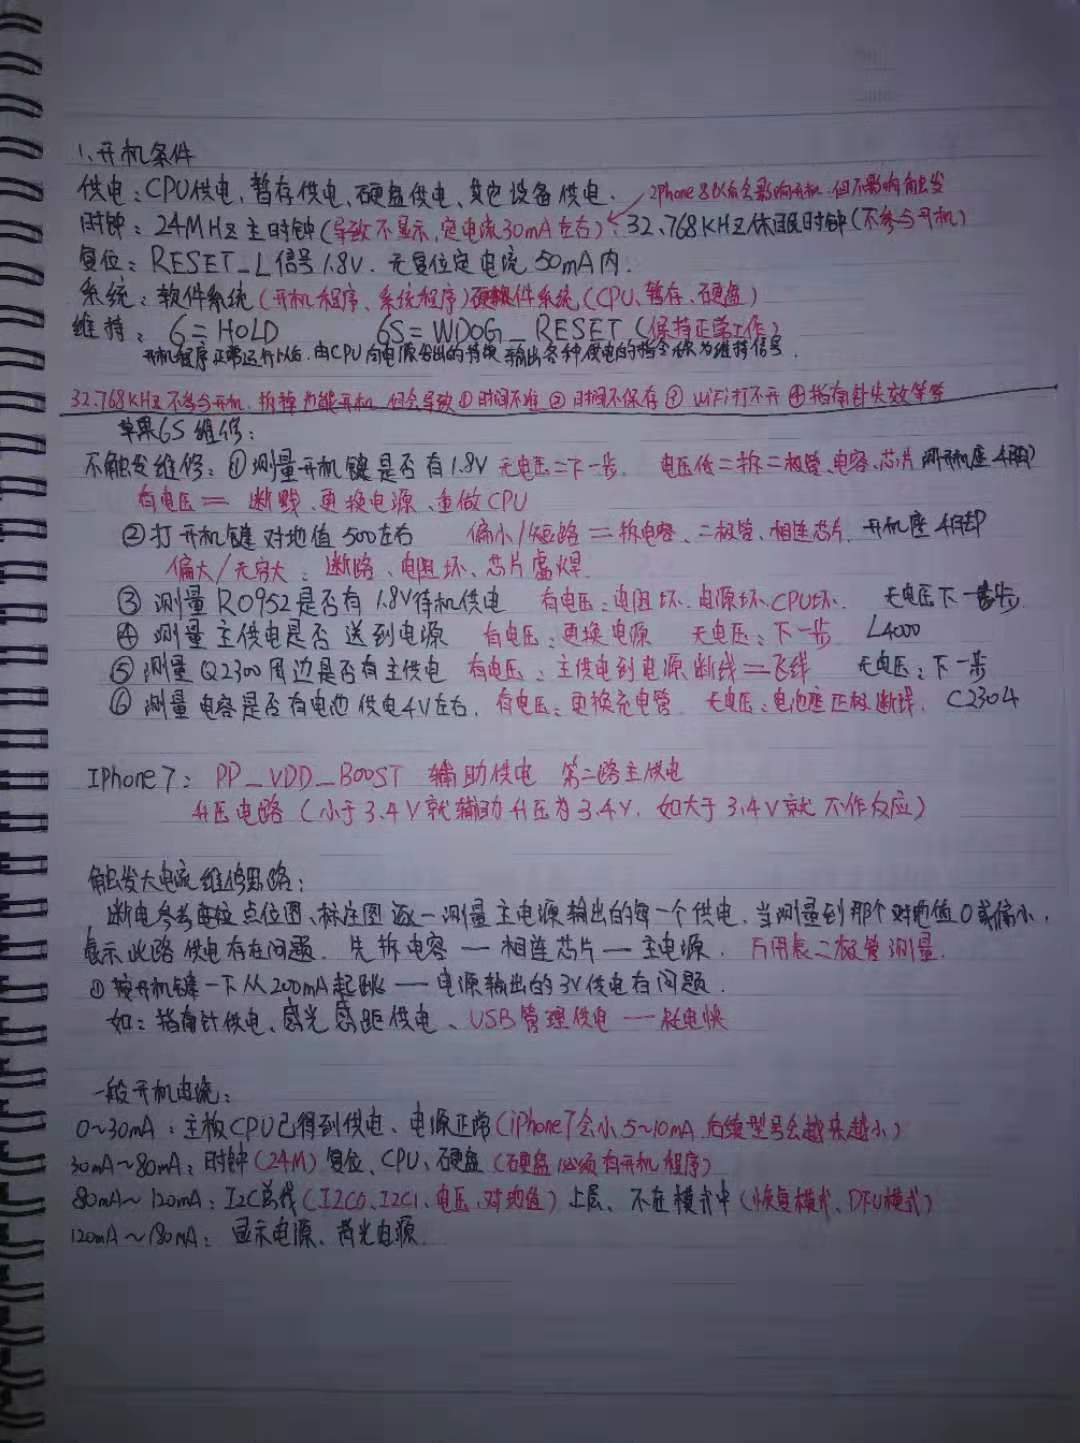 1、开机条件
供电：CPU供电、暂存供电、硬盘供电、其它设备供电. iPhone 8以后会影响开机，但不影响触发
时钟：24MHz主时钟(导致不显示,定电流30mA左右) 32.768KHz休眠时钟(不参与开机)
复位：RESET_L信号1.8V. 无复位定电流50mA内.
系统：软件系统(开机程序、系统程序)硬件系统(CPU、暂存、硬盘)
维持：6=HOLD 6S=WDOG_RESET(保持正常工作)
开机程序正常运行以后,由CPU向电源给出的持续输出各种供电的指令称为维持信号.
32.768KHz不参与开机,拆掉也能开机,但会导致①时间不准②时间不保存③WiFi打不开④指南针失效等等
苹果6S维修：
不触发维修：①测量开机键是否有1.8V 无电压=下一步. 电压低=拆二极管、电容、芯片 开机座4脚
有电压= 断线、更换电源、重做CPU
②打开机键对地值500左右 偏小/短路=拆电容、二极管、相连芯片. 开机座4脚
偏大/无穷大：断路、电阻坏、芯片虚焊.
③测量R0952是否有1.8V待机供电 有电压：电阻坏.电源坏.CPU坏. 无电压下一步
④测量主供电是否送到电源 有电压：更换电源 无电压：下一步 L4000
⑤测量Q2300周边是否有主供电 有电压：主供电到电源断线=飞线 无电压：下一步
⑥测量电容是否有电池供电4V左右. 有电压：更换充电管. 无电压：电池座正极断线. C2304
IPhone7：PP_VDD_BOOST 辅助供电 第二路主供电
升压电路(小于3.4V就辅助升压为3.4V.如大于3.4V就不作反应)
触发大电流维修思路：
断电参考点位图、标注图逐一测量主电源输出的每一个供电,当测量到那个对地值0或偏小,
表示此路供电存在问题. 先拆电容一相连芯片一主电源. 万用表二极管测量.
①按开机键一下从200mA起跳一电源输出的3V供电有问题.
如：指南针供电、感光感距供电、USB管理供电一耗电快
一般开机电流：
0~30mA：主板CPU已得到供电、电源正常(iPhone7会小5~10mA 后续型号会越来越小)
30mA~80mA：时钟(24M)复位、CPU、硬盘(硬盘必须有开机程序)
80mA~120mA：I2C总线(I2C0、I2C1、电压、对地值)上层、不在模式中(恢复模式、DFU模式)
120mA~180mA：显示电源、背光电源.